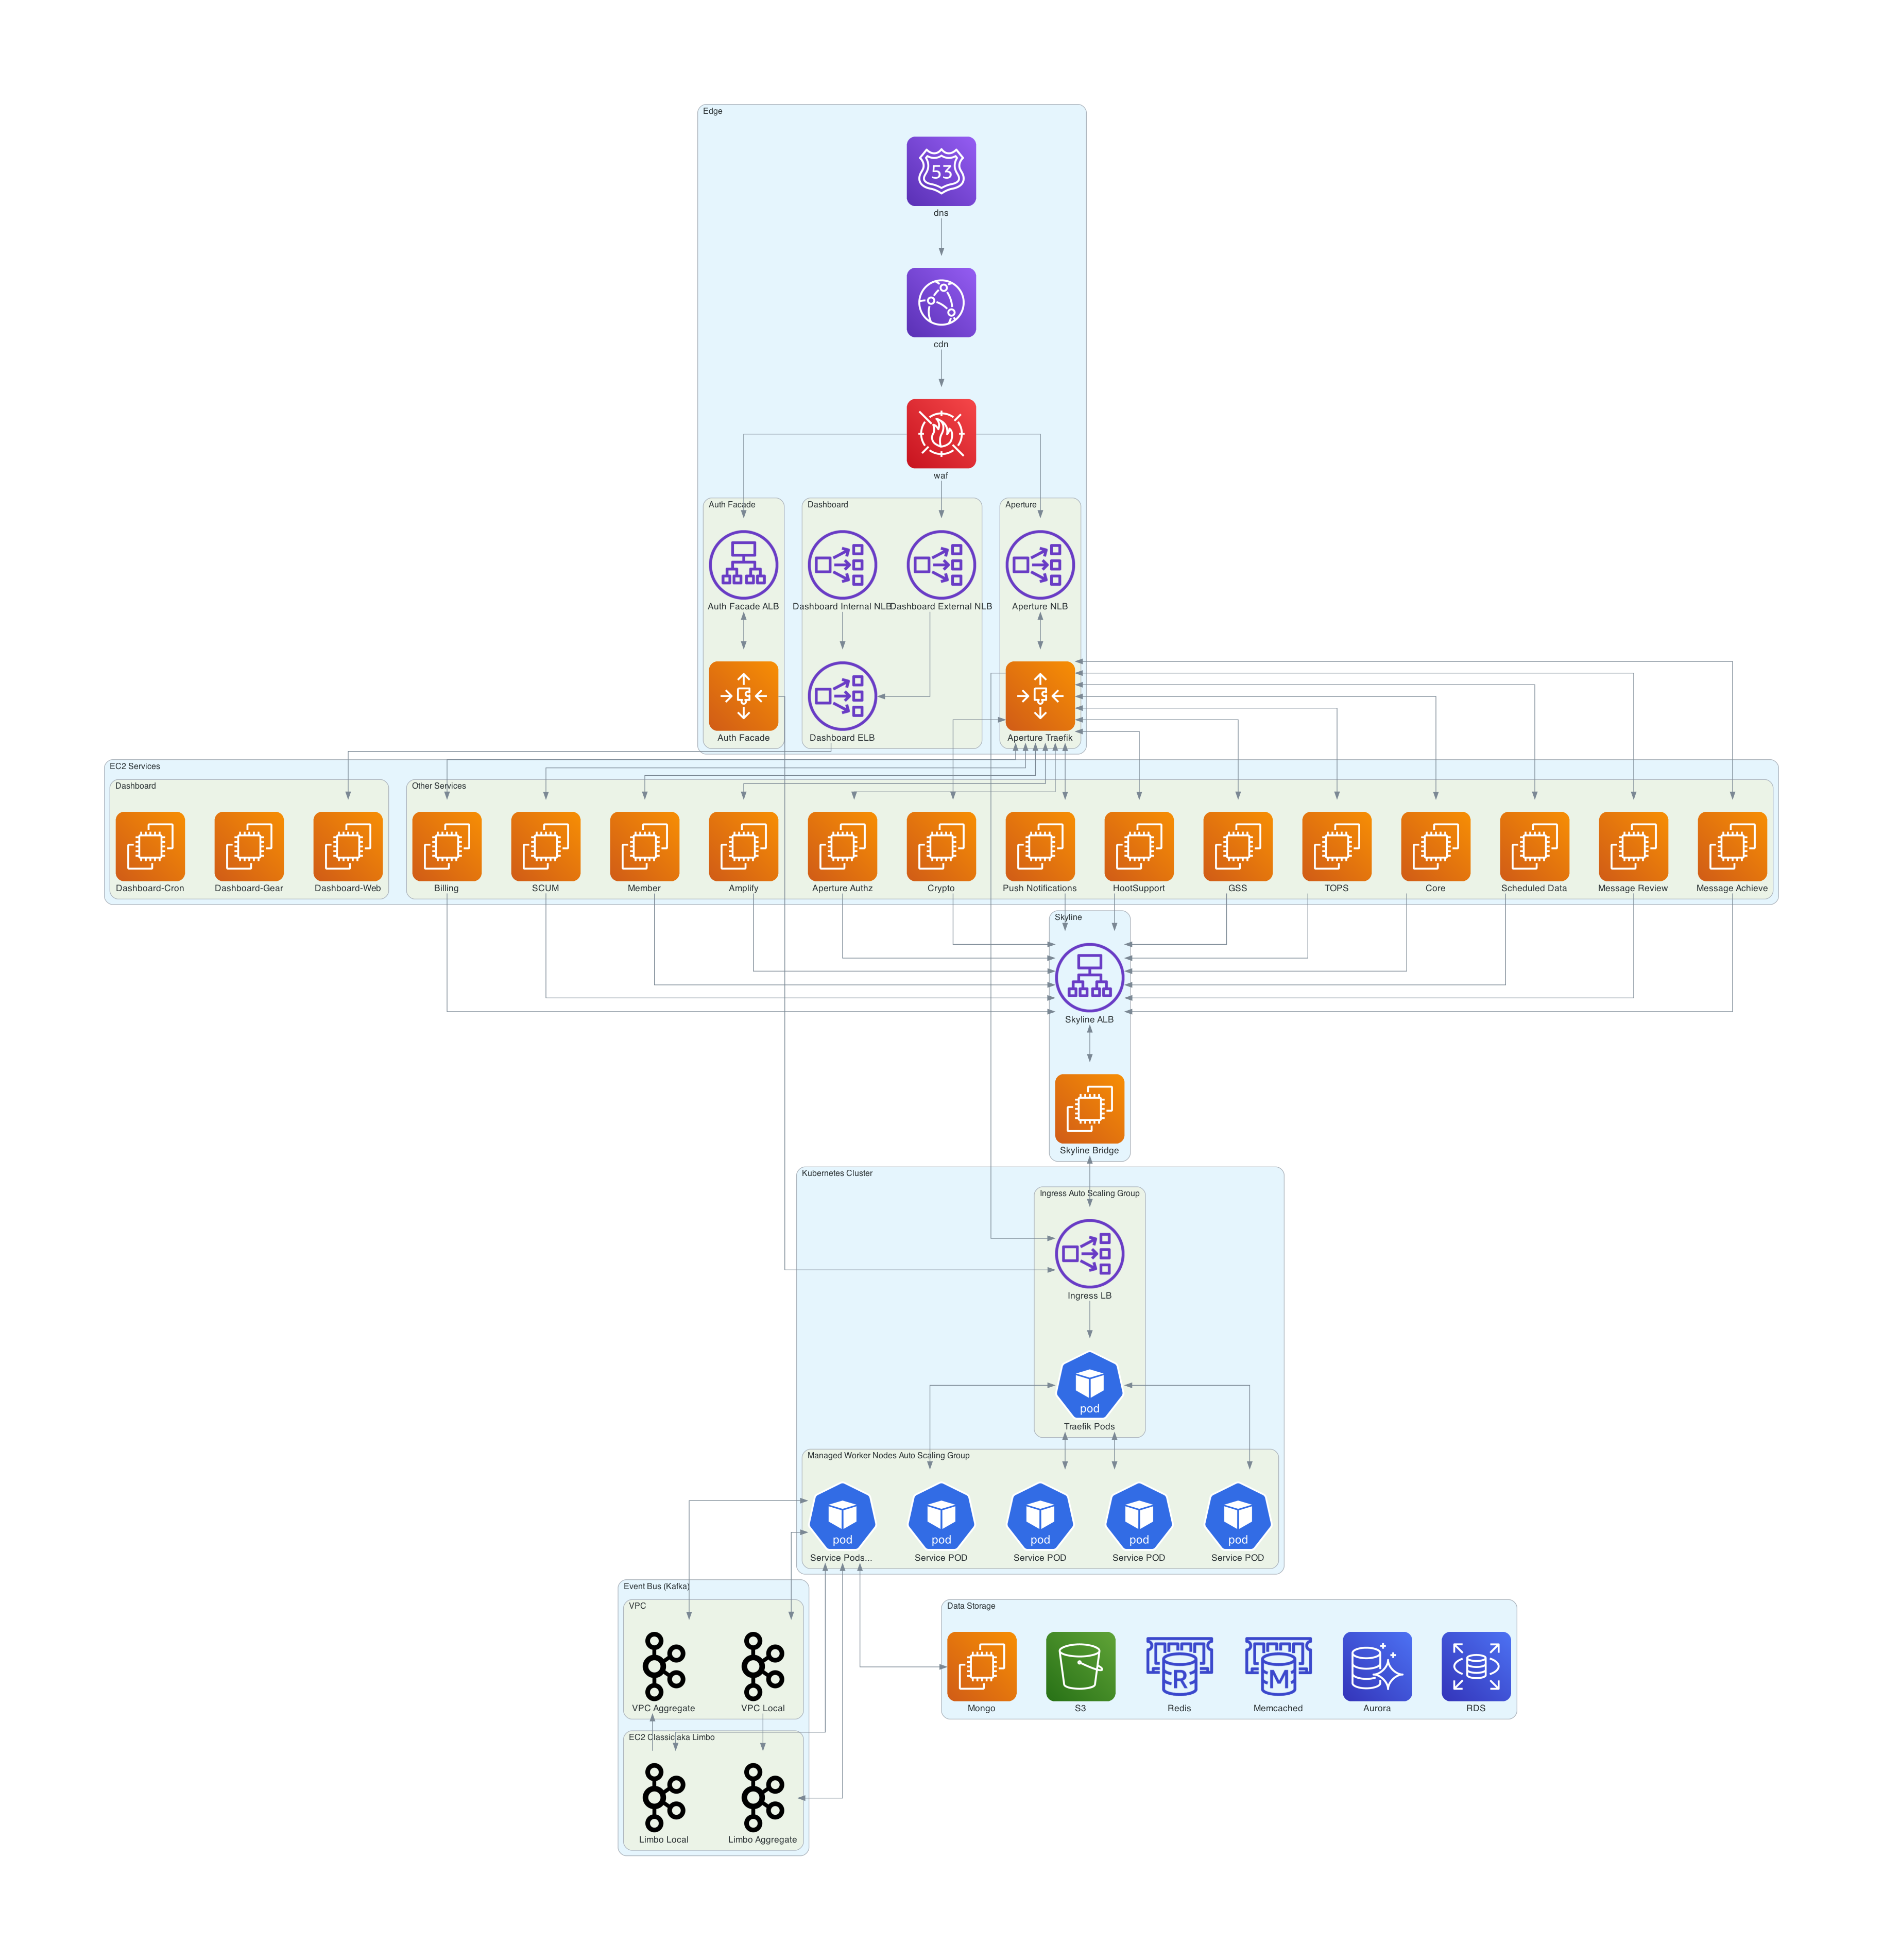 Edge
53
dns
cdn
waf
Auth Facade
Dashboard
Aperture
Auth Facade ALB
Dashboard Internal NLB
Dashboard External NLB
Aperture NLB
Auth Facade
Dashboard ELB
Aperture Traefik
EC2 Services
Dashboard
Other Services
Dashboard-Cron
Dashboard-Gear
Dashboard-Web
Billing
SCUM
Member
Amplify
Aperture Authz
Crypto
Push Notifications
HootSupport
GSS
TOPS
Core
Scheduled Data
Message Review
Message Achieve
Skyline
Skyline ALB
Skyline Bridge
Kubernetes Cluster
Ingress Auto Scaling Group
Ingress LB
pod
Traefik Pods
Managed Worker Nodes Auto Scaling Group
pod
pod
pod
pod
pod
Service Pods...
Service POD
Service POD
Service POD
Service POD
Event Bus (Kafka)
VPC
Data Storage
R
M
VPC Aggregate
VPC Local
Mongo
S3
Redis
Memcached
Aurora
RDS
EC2 Classic aka Limbo
Limbo Local
Limbo Aggregate